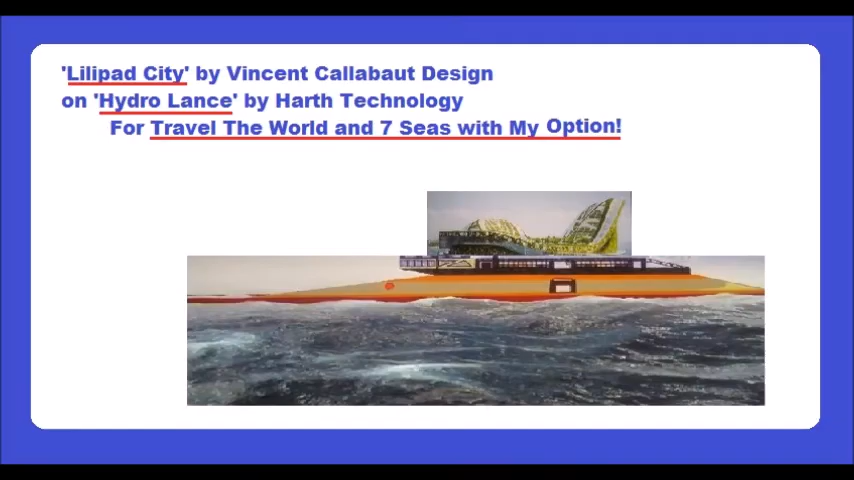 'Lilipad City' by Vincent Callabaut Design
on 'Hydro Lance' by Harth Technology
For Travel The World and 7 Seas with My Option!